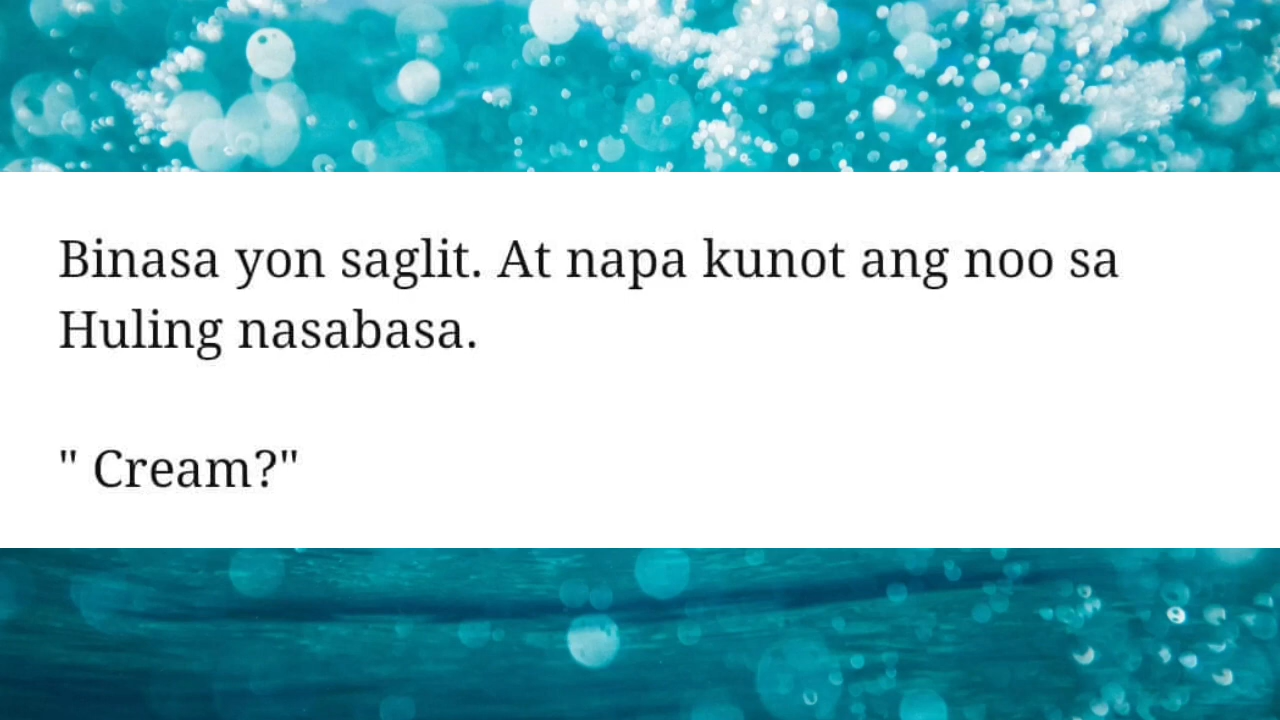 Binasa yon saglit. At napa kunot ang noo sa
Huling nasabasa.
" Cream?"